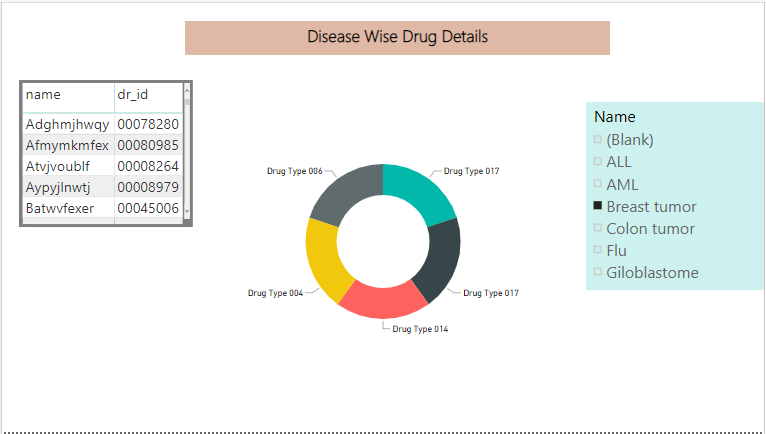 Disease Wise Drug Details
name dr_id
Adghmjhwqy 00078280
Afmymkmfex 00080985
Atvjvoublf 00008264
Aypyjlnwtj 00008979
Batwvfexer 00045006
Drug Type 006
Drug Type 017
Drug Type 004
Drug Type 017
Drug Type 014
Name
(Blank)
ALL
AML
Breast tumor
Colon tumor
Flu
Giloblastome